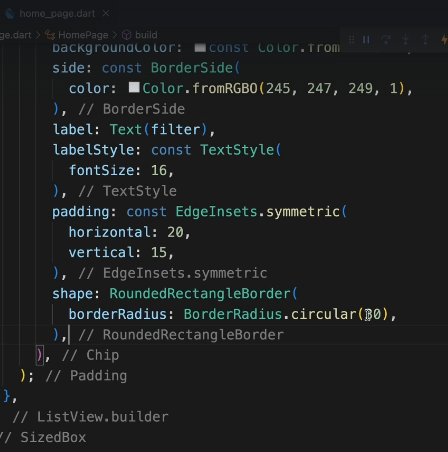 home_page.dart
ge.dart > HomePage > build
backgroundColor: const Color.from
side: const BorderSide(
color: Color.fromRGBO(245, 247, 249, 1),
), // BorderSide
label: Text(filter),
labelStyle: const TextStyle(
fontSize: 16,
), // TextStyle
padding: const EdgeInsets.symmetric(
horizontal: 20,
vertical: 15,
), // EdgeInsets.symmetric
shape: RoundedRectangleBorder(
borderRadius: BorderRadius.circular(30),
), // RoundedRectangleBorder
), // Chip
); // Padding
},
// ListView.builder
// SizedBox